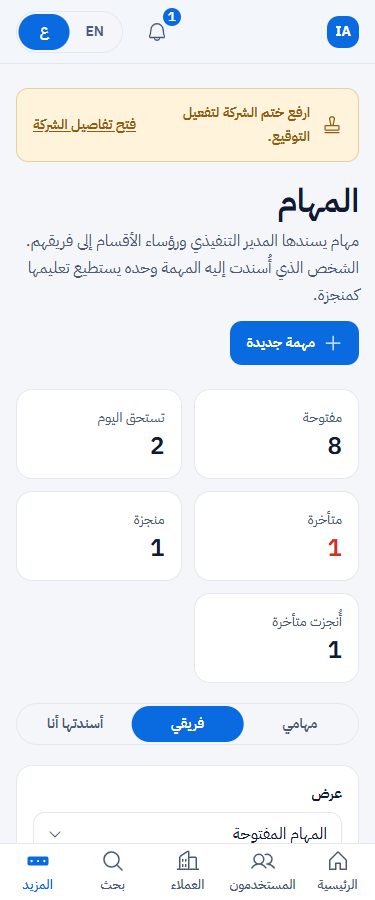 IA
1
EN
ع
ارفع ختم الشركة لتفعيل
التوقيع.
فتح تفاصيل الشركة
المهام
مهام يسندها المدير التنفيذي ورؤساء الأقسام إلى فريقهم.
الشخص الذي أُسندت إليه المهمة وحده يستطيع تعليمها
كمنجزة.
مهمة جديدة
مفتوحة
8
تستحق اليوم
2
متأخرة
1
منجزة
1
أُنجزت متأخرة
1
مهامي
فريقي
أسندتها أنا
عرض
المهام المفتوحة
الرئيسية
المستخدمون
العملاء
بحث
المزيد